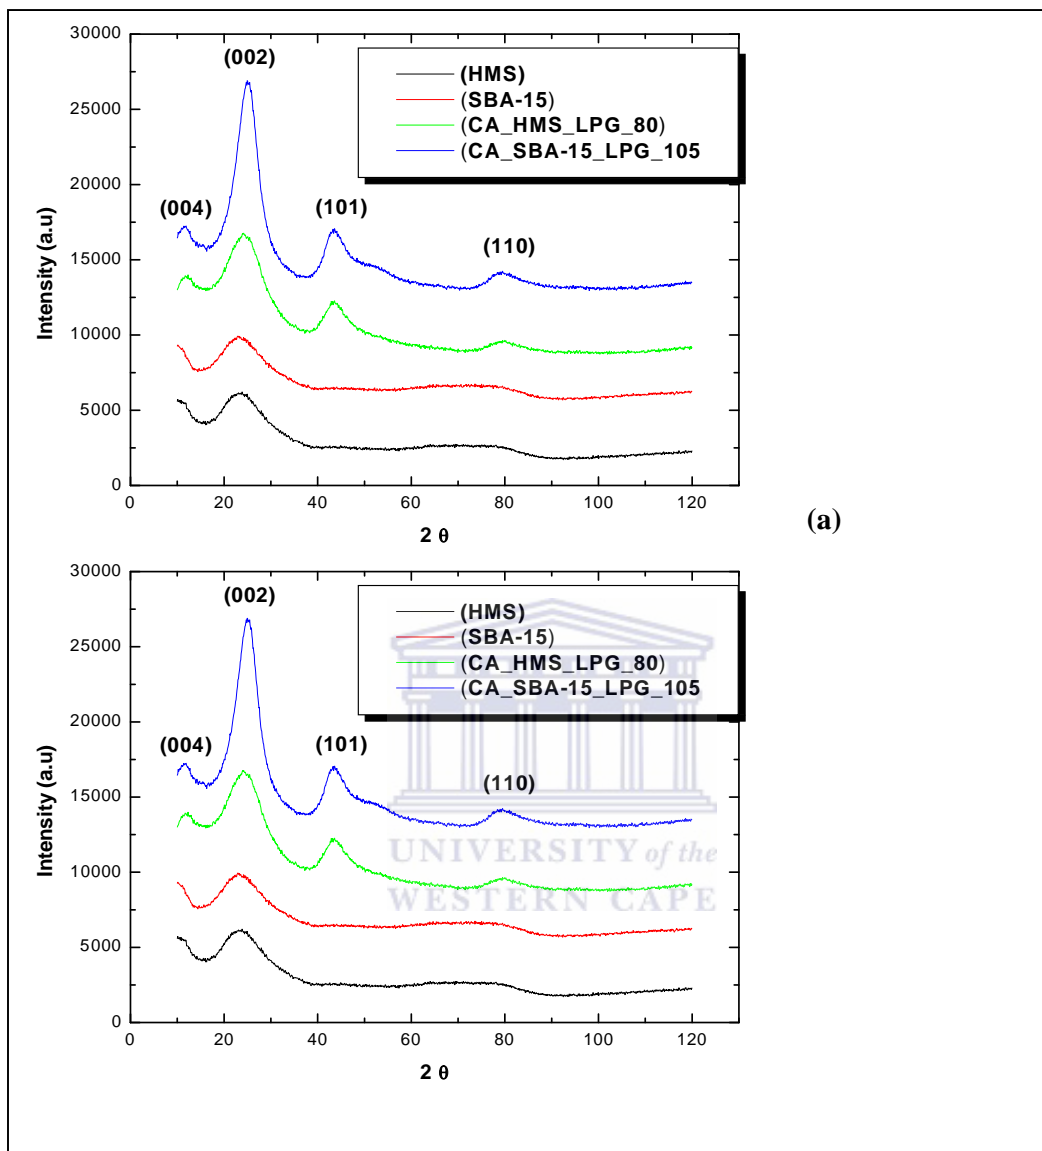 30000
25000
20000
15000
10000
5000
0
Intensity (a.u)
(002)
(004)
(101)
(110)
(HMS)
(SBA-15)
(CA_HMS_LPG_80)
(CA_SBA-15_LPG_105
0 20 40 60 80 100 120
2 θ
(a)
30000
25000
20000
15000
10000
5000
0
Intensity (a.u)
(002)
(004)
(101)
(110)
(HMS)
(SBA-15)
(CA_HMS_LPG_80)
(CA_SBA-15_LPG_105
UNIVERSITY of the
WESTERN CAPE
0 20 40 60 80 100 120
2 θ